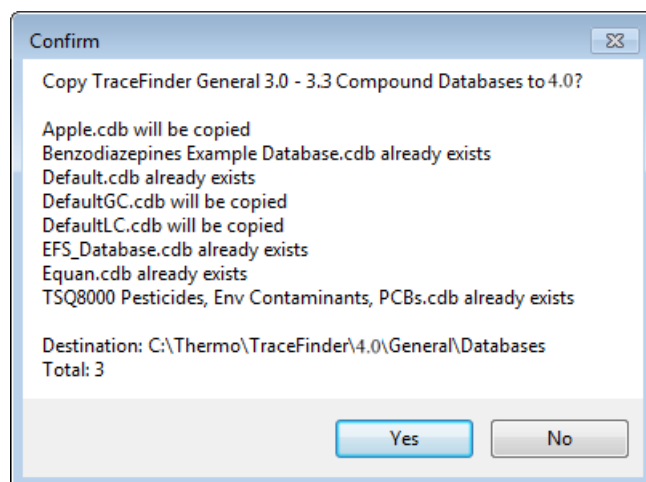 Confirm
Copy TraceFinder General 3.0 - 3.3 Compound Databases to 4.0?
Apple.cdb will be copied
Benzodiazepines Example Database.cdb already exists
Default.cdb already exists
DefaultGC.cdb will be copied
DefaultLC.cdb will be copied
EFS_Database.cdb already exists
Equan.cdb already exists
TSQ8000 Pesticides, Env Contaminants, PCBs.cdb already exists
Destination: C:\Thermo\TraceFinder\4.0\General\Databases
Total: 3
Yes No